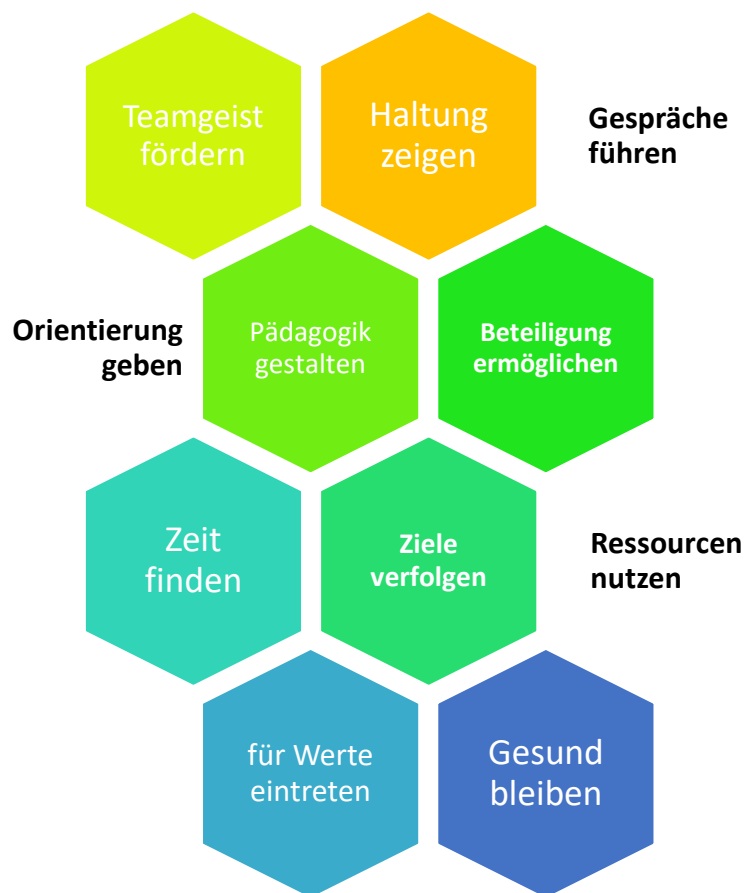 Teamgeist
fördern
Haltung
zeigen
Gespräche
führen
Orientierung
geben
Pädagogik
gestalten
Beteiligung
ermöglichen
Zeit
finden
Ziele
verfolgen
Ressourcen
nutzen
für Werte
eintreten
Gesund
bleiben